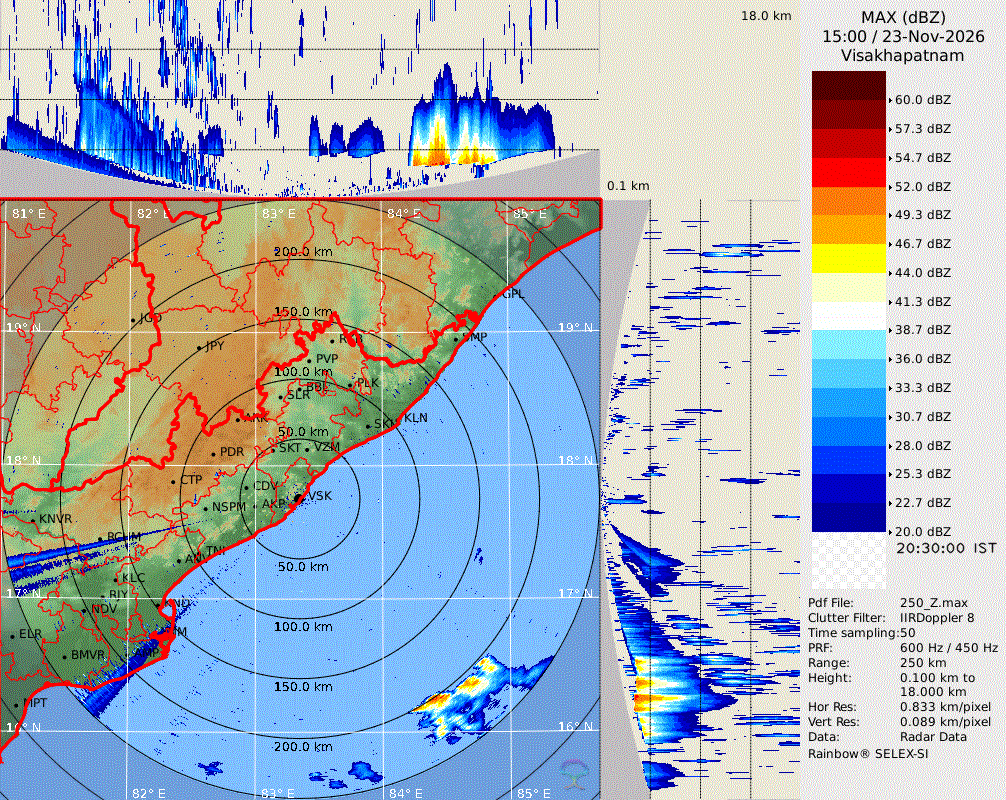 18.0 km
MAX (dBZ)
15:00 / 23-Nov-2026
Visakhapatnam
60.0 dBZ
57.3 dBZ
54.7 dBZ
52.0 dBZ
49.3 dBZ
46.7 dBZ
44.0 dBZ
41.3 dBZ
38.7 dBZ
36.0 dBZ
33.3 dBZ
30.7 dBZ
28.0 dBZ
25.3 dBZ
22.7 dBZ
20.0 dBZ
20:30:00 IST
0.1 km
81° E
82° E
83° E
84° E
85° E
200.0 km
GPL
150.0 km
JGD
19° N
19° N
JPY
PVP
100.0 km
BBL
PLK
SLR
KLN
50.0 km
PDR
SKT
VZM
18° N
18° N
CTP
CDV
VSK
NSPM
AKP
KNVR
TNI
50.0 km
KLC
RJY
17° N
17° N
NDV
100.0 km
ELR
BMVR
150.0 km
16° N
200.0 km
82° E
83° E
84° E
85° E
Pdf File: 250_Z.max
Clutter Filter: IIRDoppler 8
Time sampling:50
PRF: 600 Hz / 450 Hz
Range: 250 km
Height: 0.100 km to
18.000 km
Hor Res: 0.833 km/pixel
Vert Res: 0.089 km/pixel
Data: Radar Data
Rainbow® SELEX-SI